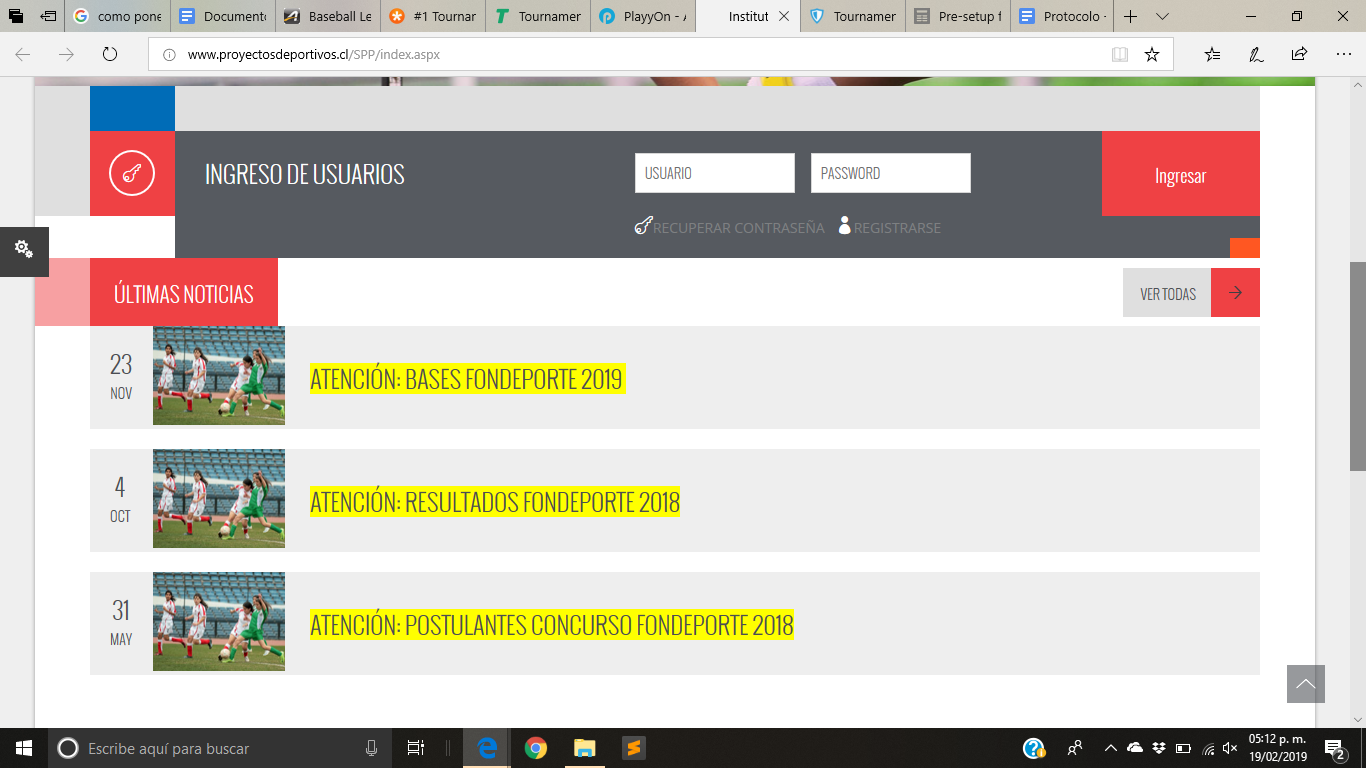 como pone
Documento
Baseball Le
#1 Tournar
Tournamer
PlayyOn - A
Institut
Tournamer
Pre-setup f
Protocolo -
www.proyectosdeportivos.cl/SPP/index.aspx
INGRESO DE USUARIOS
USUARIO
PASSWORD
Ingresar
RECUPERAR CONTRASEÑA
REGISTRARSE
ÚLTIMAS NOTICIAS
VER TODAS
23
NOV
ATENCIÓN: BASES FONDEPORTE 2019
4
OCT
ATENCIÓN: RESULTADOS FONDEPORTE 2018
31
MAY
ATENCIÓN: POSTULANTES CONCURSO FONDEPORTE 2018
Escribe aquí para buscar
05:12 p. m.
19/02/2019
2